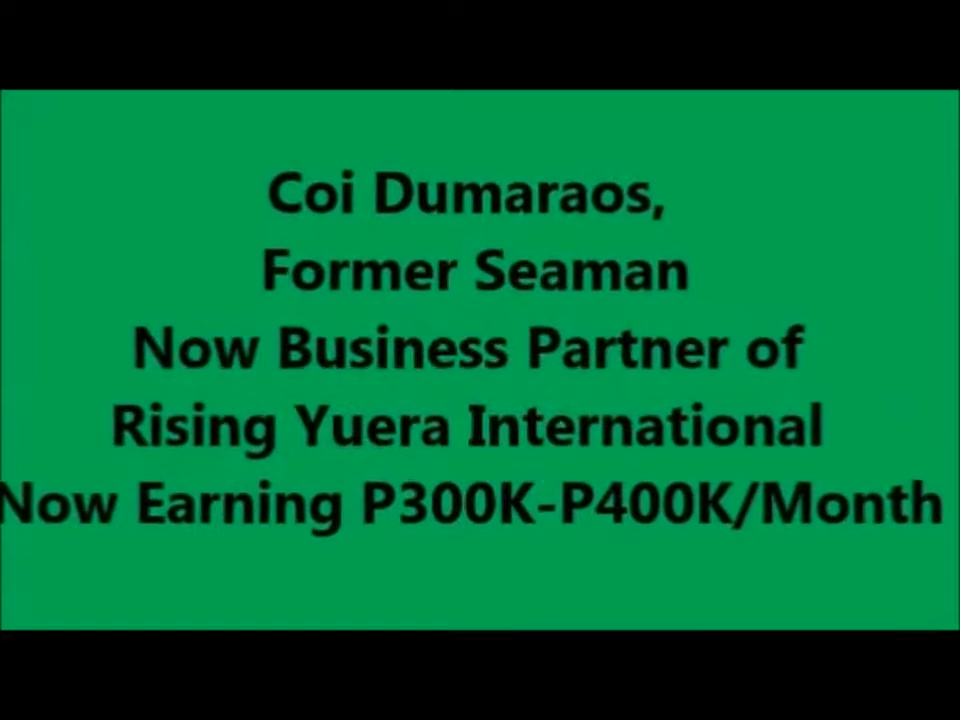 Coi Dumaraos,
Former Seaman
Now Business Partner of
Rising Yuera International
Now Earning P300K-P400K/Month